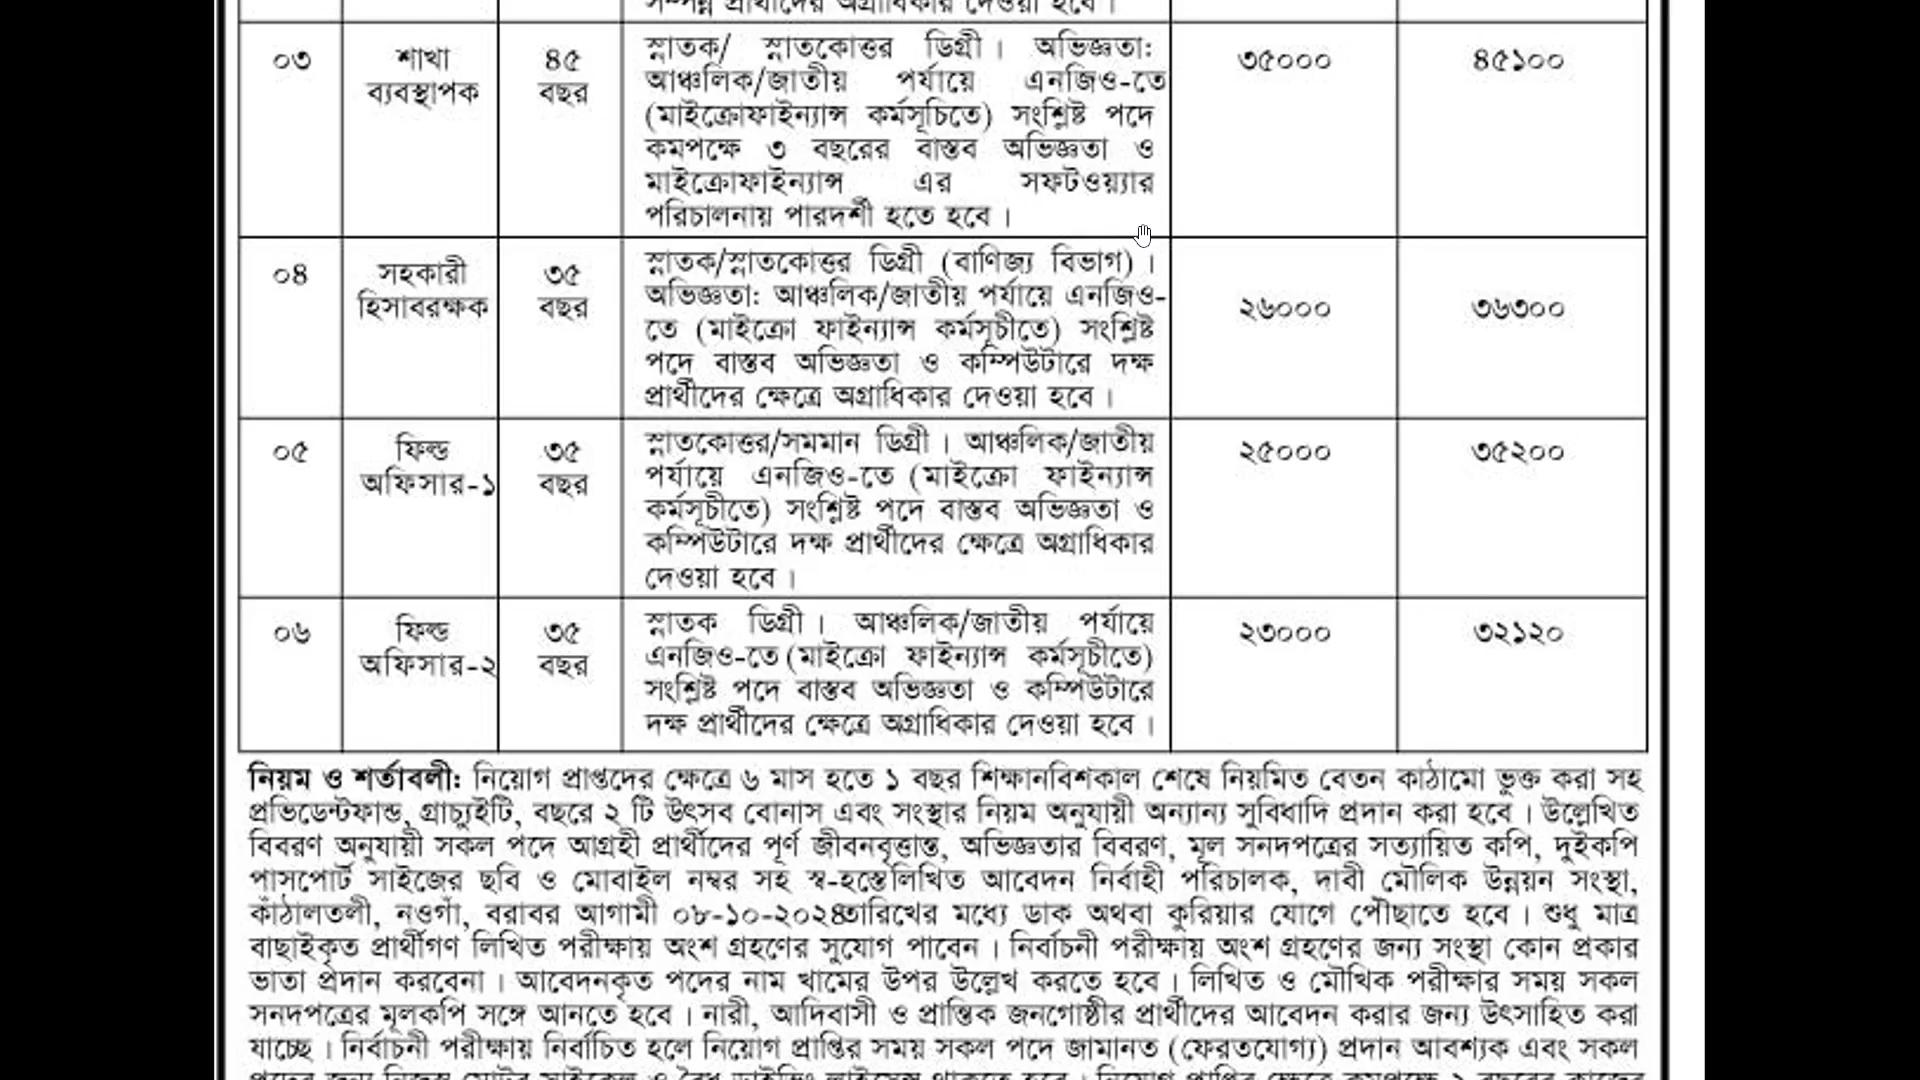 সম্পন্ন প্রার্থীদের অগ্রাধিকার দেওয়া হবে।
০৩ শাখা ব্যবস্থাপক ৪৫ বছর
স্নাতক/ স্নাতকোত্তর ডিগ্রী। অভিজ্ঞতা:
আঞ্চলিক/জাতীয় পর্যায়ে এনজিও-তে
(মাইক্রোফাইন্যান্স কর্মসূচিতে) সংশ্লিষ্ট পদে
কমপক্ষে ৩ বছরের বাস্তব অভিজ্ঞতা ও
মাইক্রোফাইন্যান্স এর সফটওয়্যার
পরিচালনায় পারদর্শী হতে হবে।
৩৫০০০ ৪৫১০০
০৪ সহকারী হিসাবরক্ষক ৩৫ বছর
স্নাতক/স্নাতকোত্তর ডিগ্রী (বাণিজ্য বিভাগ)।
অভিজ্ঞতা: আঞ্চলিক/জাতীয় পর্যায়ে এনজিও-
তে (মাইক্রো ফাইন্যান্স কর্মসূচীতে) সংশ্লিষ্ট
পদে বাস্তব অভিজ্ঞতা ও কম্পিউটারে দক্ষ
প্রার্থীদের ক্ষেত্রে অগ্রাধিকার দেওয়া হবে।
২৬০০০ ৩৬৩০০
০৫ ফিল্ড অফিসার-১ ৩৫ বছর
স্নাতকোত্তর/সমমান ডিগ্রী। আঞ্চলিক/জাতীয়
পর্যায়ে এনজিও-তে (মাইক্রো ফাইন্যান্স
কর্মসূচীতে) সংশ্লিষ্ট পদে বাস্তব অভিজ্ঞতা ও
কম্পিউটারে দক্ষ প্রার্থীদের ক্ষেত্রে অগ্রাধিকার
দেওয়া হবে।
২৫০০০ ৩৫২০০
০৬ ফিল্ড অফিসার-২ ৩৫ বছর
স্নাতক ডিগ্রী। আঞ্চলিক/জাতীয় পর্যায়ে
এনজিও-তে (মাইক্রো ফাইন্যান্স কর্মসূচীতে)
সংশ্লিষ্ট পদে বাস্তব অভিজ্ঞতা ও কম্পিউটারে
দক্ষ প্রার্থীদের ক্ষেত্রে অগ্রাধিকার দেওয়া হবে।
২৩০০০ ৩২১২০
নিয়ম ও শর্তাবলী: নিয়োগ প্রাপ্তদের ক্ষেত্রে ৬ মাস হতে ১ বছর শিক্ষানবিশকাল শেষে নিয়মিত বেতন কাঠামো ভুক্ত করা সহ
প্রভিডেন্টফান্ড, গ্রাচ্যুইটি, বছরে ২ টি উৎসব বোনাস এবং সংস্থার নিয়ম অনুযায়ী অন্যান্য সুবিধাদি প্রদান করা হবে। উল্লেখিত
বিবরণ অনুযায়ী সকল পদে আগ্রহী প্রার্থীদের পূর্ণ জীবনবৃত্তান্ত, অভিজ্ঞতার বিবরণ, মূল সনদপত্রের সত্যায়িত কপি, দুইকপি
পাসপোর্ট সাইজের ছবি ও মোবাইল নম্বর সহ স্ব-হস্তেলিখিত আবেদন নির্বাহী পরিচালক, দাবী মৌলিক উন্নয়ন সংস্থা,
কাঁঠালতলী, নওগাঁ, বরাবর আগামী ০৮-১০-২০২৪তারিখের মধ্যে ডাক অথবা কুরিয়ার যোগে পৌছাতে হবে। শুধু মাত্র
বাছাইকৃত প্রার্থীগণ লিখিত পরীক্ষায় অংশ গ্রহণের সুযোগ পাবেন। নির্বাচনী পরীক্ষায় অংশ গ্রহণের জন্য সংস্থা কোন প্রকার
ভাতা প্রদান করবেনা। আবেদনকৃত পদের নাম খামের উপর উল্লেখ করতে হবে। লিখিত ও মৌখিক পরীক্ষার সময় সকল
সনদপত্রের মূলকপি সঙ্গে আনতে হবে। নারী, আদিবাসী ও প্রান্তিক জনগোষ্ঠীর প্রার্থীদের আবেদন করার জন্য উৎসাহিত করা
যাচ্ছে। নির্বাচনী পরীক্ষায় নির্বাচিত হলে নিয়োগ প্রাপ্তির সময় সকল পদে জামানত (ফেরতযোগ্য) প্রদান আবশ্যক এবং সকল